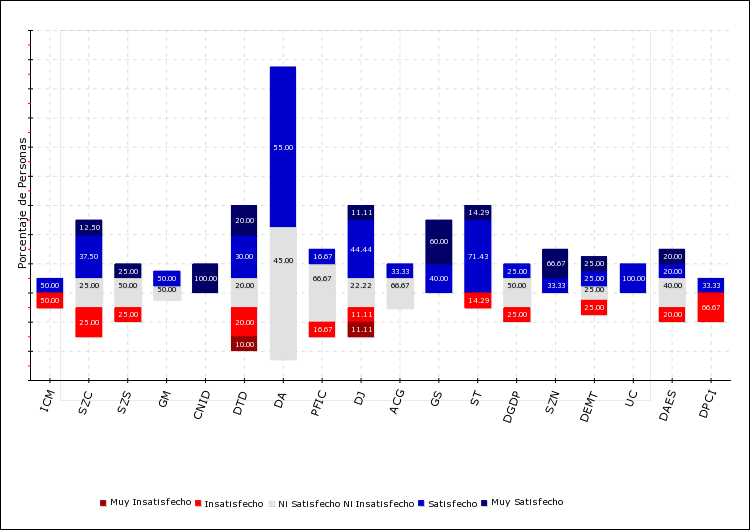 Porcentaje de Personas
55.00
20.00 11.11 14.29
12.50
37.50 30.00 44.44 60.00 71.43
45.00
16.67 66.67 20.00
25.00 33.33 25.00 25.00 20.00
50.00 50.00 100.00 40.00 33.33 25.00 100.00 33.33
25.00 50.00 50.00 20.00 66.67 22.22 66.67 50.00 25.00 40.00
50.00 14.29 66.67
25.00 25.00 20.00 16.67 11.11 25.00 25.00 20.00
10.00 11.11
ICM SZC SZS GM CNID DTD DA PFIC DJ ACG GS ST DGDP SZN DEMT UC DAES DPCI
Muy Insatisfecho Insatisfecho Ni Satisfecho Ni Insatisfecho Satisfecho Muy Satisfecho